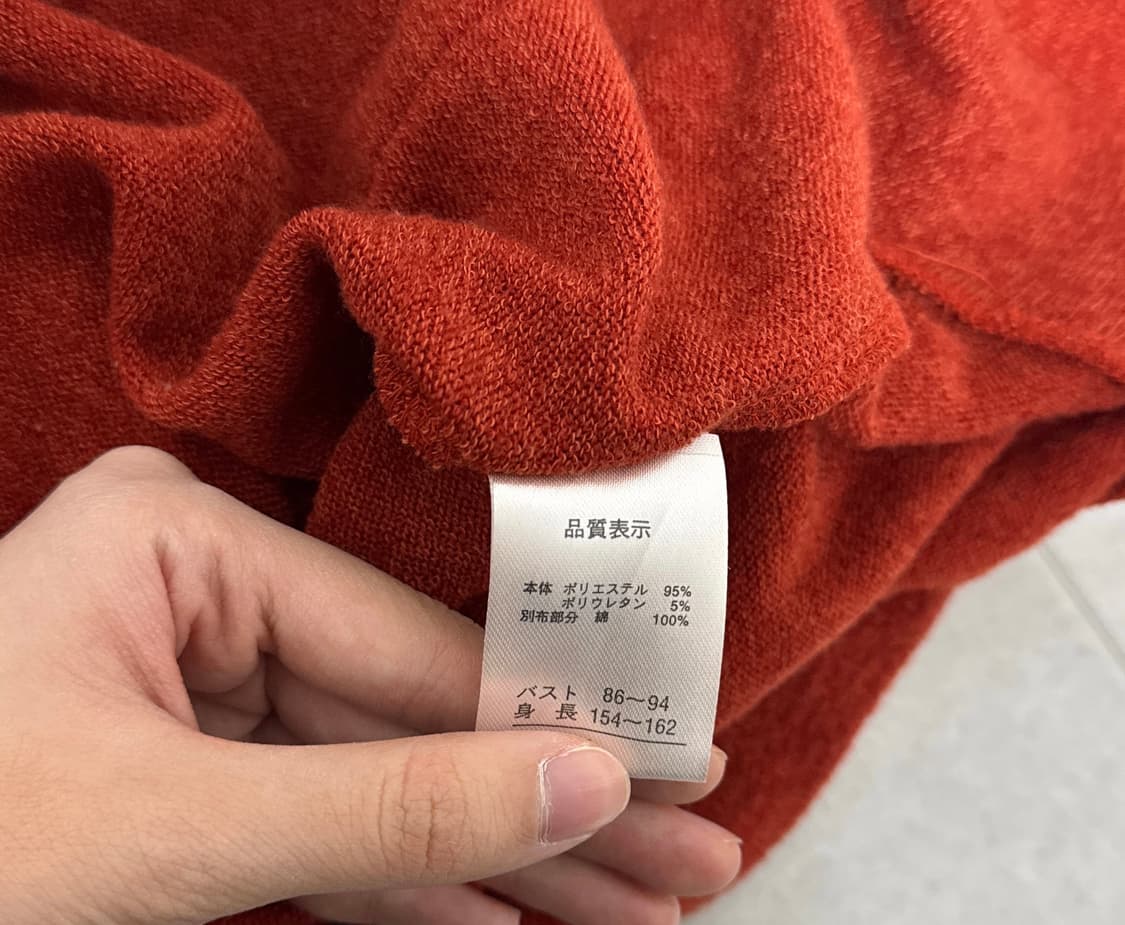 品質表示
本体 ポリエステル 95%
ポリウレタン 5%
別布部分 綿 100%
バスト 86〜94
身長 154〜162